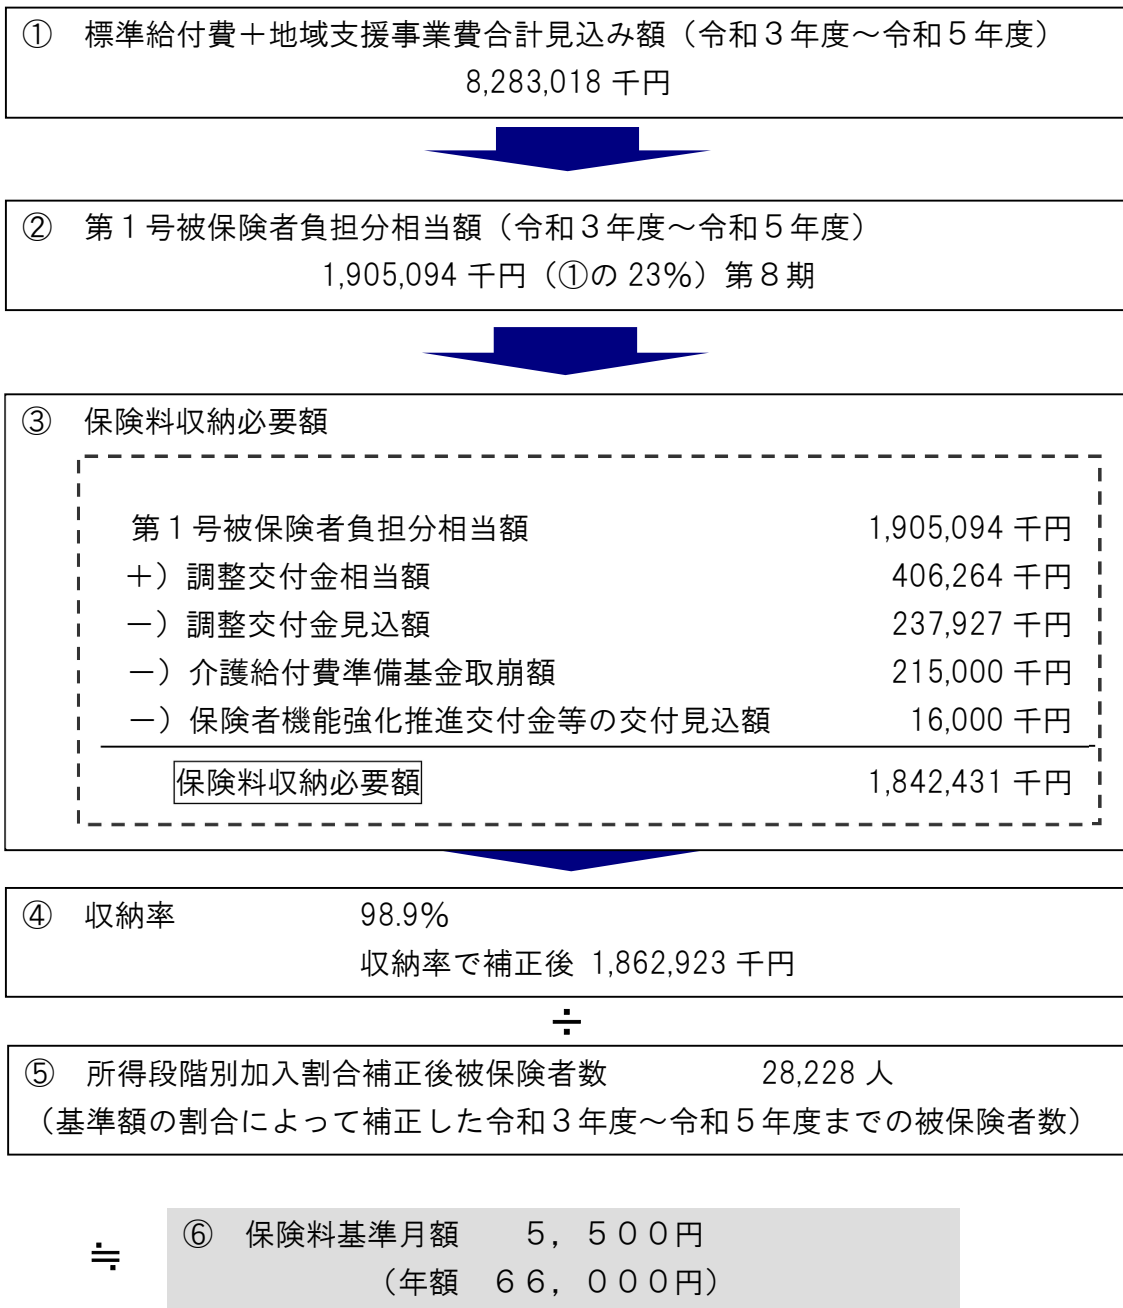 ① 標準給付費＋地域支援事業費合計見込み額（令和３年度～令和５年度）
8,283,018 千円
② 第１号被保険者負担分相当額（令和３年度～令和５年度）
1,905,094 千円（①の 23%）第８期
③ 保険料収納必要額
第１号被保険者負担分相当額 1,905,094 千円
＋）調整交付金相当額 406,264 千円
－）調整交付金見込額 237,927 千円
－）介護給付費準備基金取崩額 215,000 千円
－）保険者機能強化推進交付金等の交付見込額 16,000 千円
保険料収納必要額 1,842,431 千円
④ 収納率 98.9%
収納率で補正後 1,862,923 千円
÷
⑤ 所得段階別加入割合補正後被保険者数 28,228 人
（基準額の割合によって補正した令和３年度～令和５年度までの被保険者数）
≒
⑥ 保険料基準月額 ５，５００円
（年額 ６６，０００円）